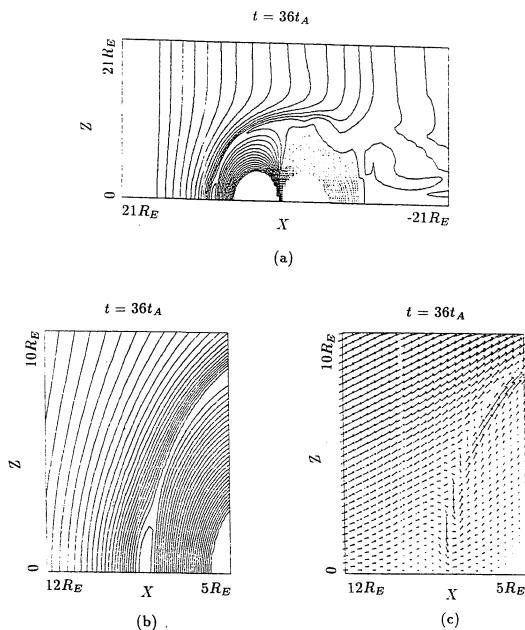 t = 36t_A
21R_E
Z
0
21R_E
-21R_E
X
(a)
t = 36t_A
10R_E
Z
0
12R_E
X
5R_E
(b)
t = 36t_A
10R_E
Z
0
12R_E
X
5R_E
(c)